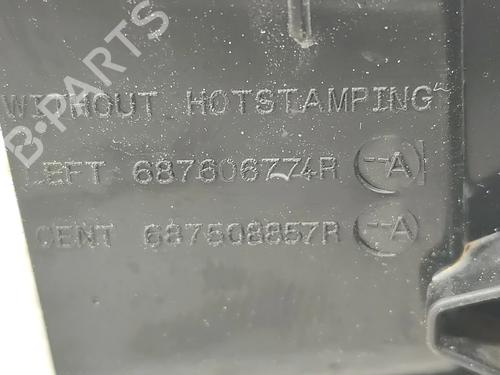 B-PARTS
WITHOUT HOTSTAMPING
LEFT 687606774R --A
CENT 687508857R --A